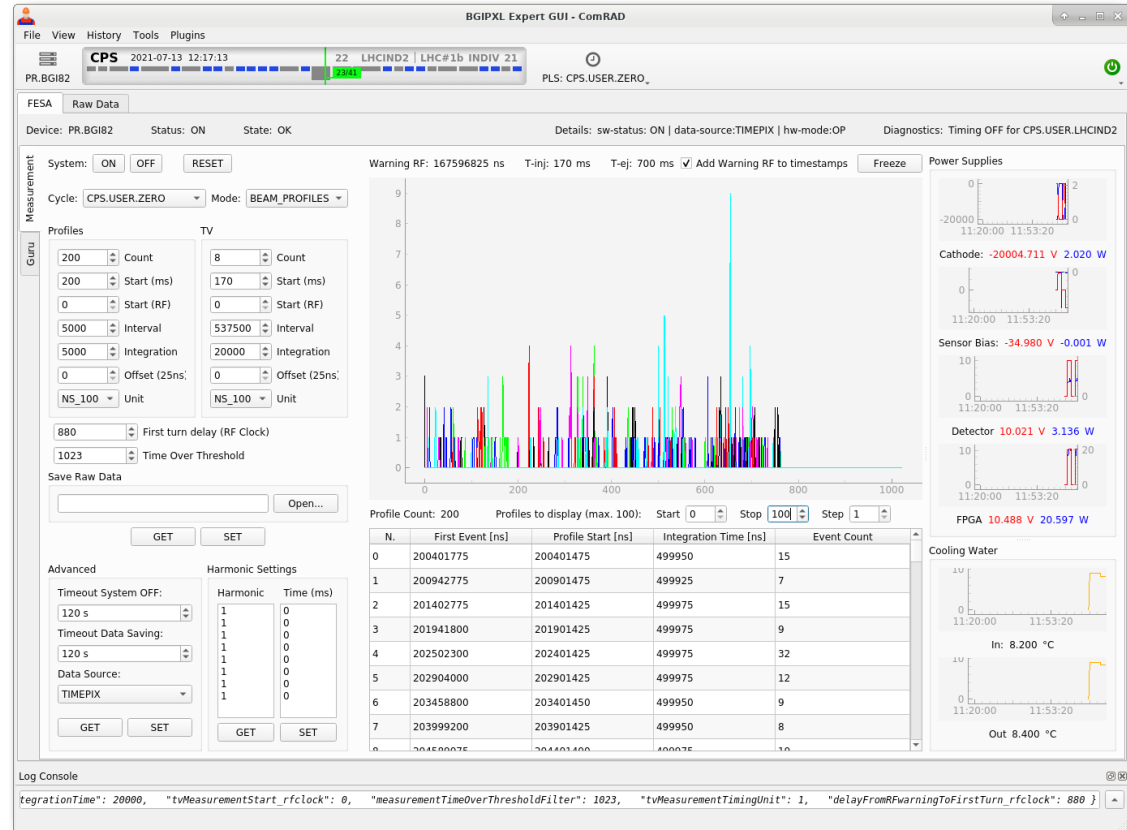 BGIPXL Expert GUI - ComRAD
File View History Tools Plugins
PR.BGI82
CPS 2021-07-13 12:17:13 22 LHCIND2 | LHC#1b INDIV 21
23/41
PLS: CPS.USER.ZERO
FESA Raw Data
Device: PR.BGI82 Status: ON State: OK Details: sw-status: ON | data-source:TIMEPIX | hw-mode:OP Diagnostics: Timing OFF for CPS.USER.LHCIND2
Measurement
Guru
System: ON OFF RESET
Cycle: CPS.USER.ZERO Mode: BEAM_PROFILES
Profiles
200 Count
200 Start (ms)
0 Start (RF)
5000 Interval
5000 Integration
0 Offset (25ns)
NS_100 Unit
TV
8 Count
170 Start (ms)
0 Start (RF)
537500 Interval
20000 Integration
0 Offset (25ns)
NS_100 Unit
880 First turn delay (RF Clock)
1023 Time Over Threshold
Save Raw Data
Open...
GET SET
Advanced
Timeout System OFF:
120 s
Timeout Data Saving:
120 s
Data Source:
TIMEPIX
GET SET
Harmonic Settings
Harmonic Time (ms)
1 0
1 0
1 0
1 0
1 0
1 0
1 0
1 0
GET SET
Warning RF: 167596825 ns T-inj: 170 ms T-ej: 700 ms Add Warning RF to timestamps Freeze
9
8
7
6
5
4
3
2
1
0
0 200 400 600 800 1000
Profile Count: 200 Profiles to display (max. 100): Start 0 Stop 100 Step 1
N. First Event [ns] Profile Start [ns] Integration Time [ns] Event Count
0 200401775 200401475 499950 15
1 200942775 200901475 499925 7
2 201402775 201401425 499975 15
3 201941800 201901425 499975 9
4 202502300 202401425 499975 32
5 202904000 202901425 499975 12
6 203458800 203401450 499950 9
7 203999200 203901425 499950 8
Power Supplies
0 2
-20000 0
11:20:00 11:53:20
Cathode: -20004.711 V 2.020 W
0
0
11:20:00 11:53:20
Sensor Bias: -34.980 V -0.001 W
10
0 0
11:20:00 11:53:20
Detector 10.021 V 3.136 W
10 20
0 0
11:20:00 11:53:20
FPGA 10.488 V 20.597 W
Cooling Water
10
0
11:20:00 11:53:20
In: 8.200 °C
10
0
11:20:00 11:53:20
Out 8.400 °C
Log Console
tegrationTime": 20000, "tvMeasurementStart_rfclock": 0, "measurementTimeOverThresholdFilter": 1023, "tvMeasurementTimingUnit": 1, "delayFromRFwarningToFirstTurn_rfclock": 880 }